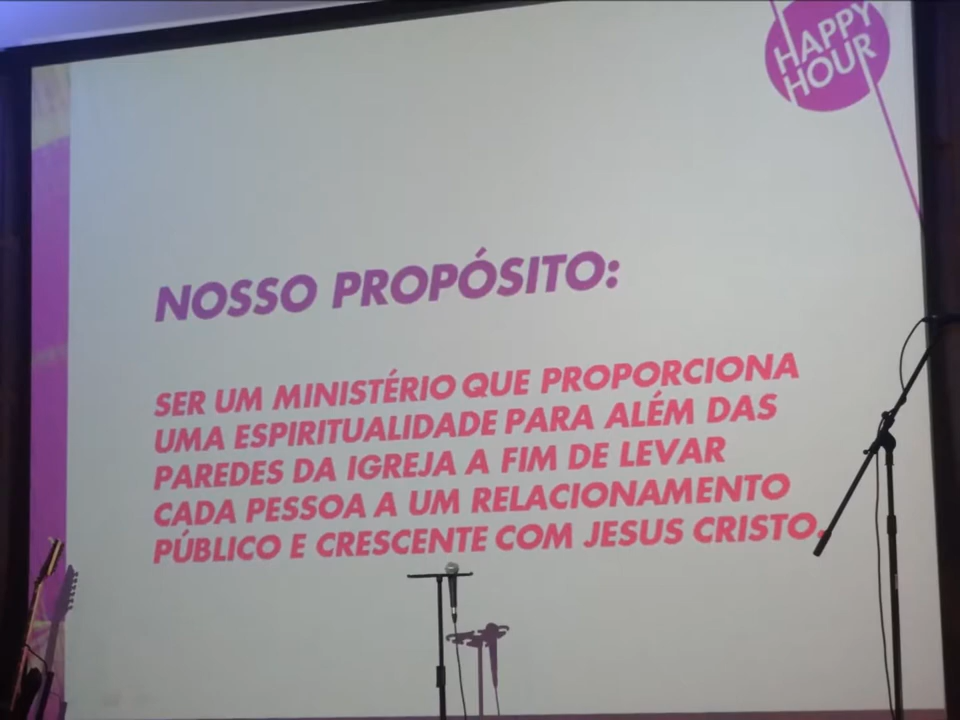 HAPPY
HOUR
NOSSO PROPÓSITO:
SER UM MINISTÉRIO QUE PROPORCIONA
UMA ESPIRITUALIDADE PARA ALÉM DAS
PAREDES DA IGREJA A FIM DE LEVAR
CADA PESSOA A UM RELACIONAMENTO
PÚBLICO E CRESCENTE COM JESUS CRISTO.